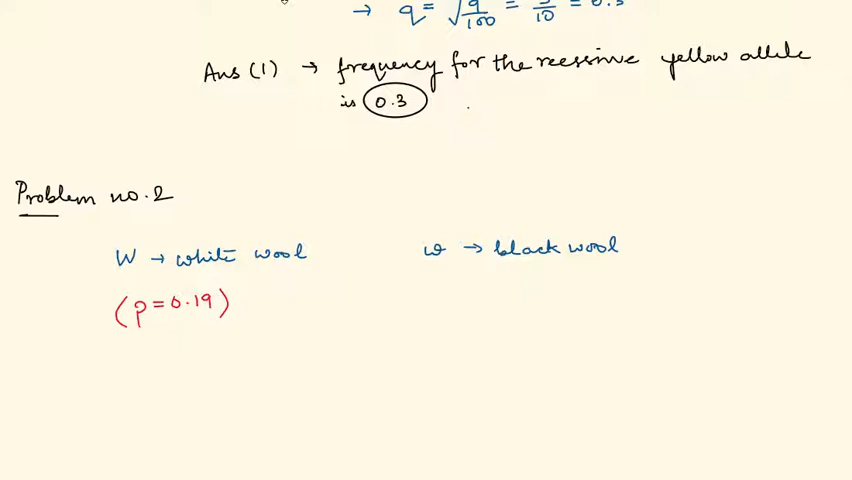 → q = √9/100 = 3/10 = 0.3
Ans (1) → frequency for the recessive yellow allele
is 0.3
Problem no. 2
W → white wool w → black wool
(p = 0.19)